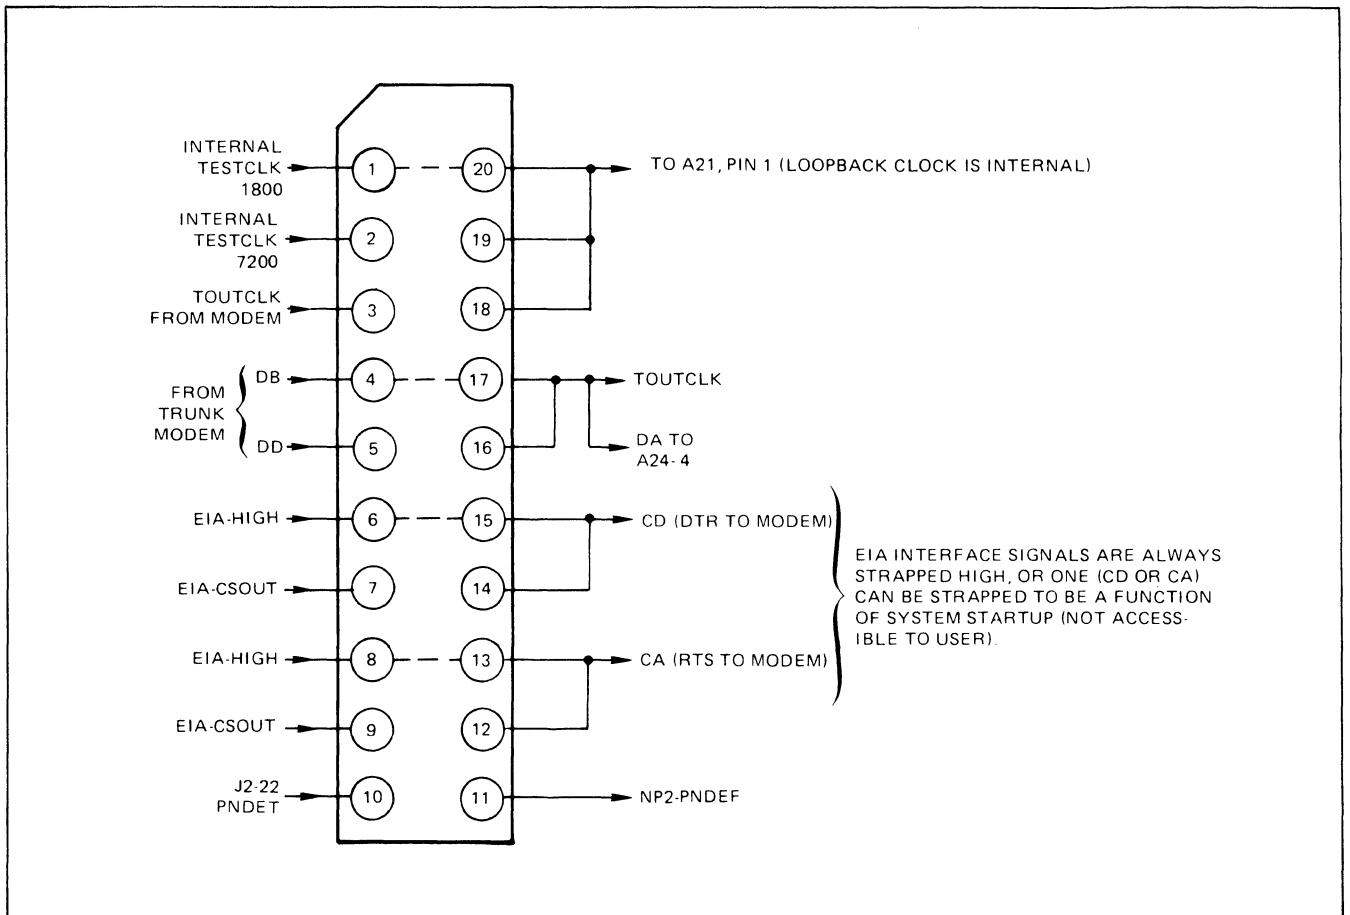 INTERNAL
TESTCLK
1800
1
20
TO A21, PIN 1 (LOOPBACK CLOCK IS INTERNAL)
INTERNAL
TESTCLK
7200
2
19
TOUTCLK
FROM MODEM
3
18
FROM
TRUNK
MODEM
DB
4
17
TOUTCLK
DD
5
16
DA TO
A24-4
EIA-HIGH
6
15
CD (DTR TO MODEM)
EIA-CSOUT
7
14
EIA INTERFACE SIGNALS ARE ALWAYS
STRAPPED HIGH, OR ONE (CD OR CA)
CAN BE STRAPPED TO BE A FUNCTION
OF SYSTEM STARTUP (NOT ACCESS-
IBLE TO USER).
EIA-HIGH
8
13
CA (RTS TO MODEM)
EIA-CSOUT
9
12
J2-22
PNDET
10
11
NP2-PNDEF